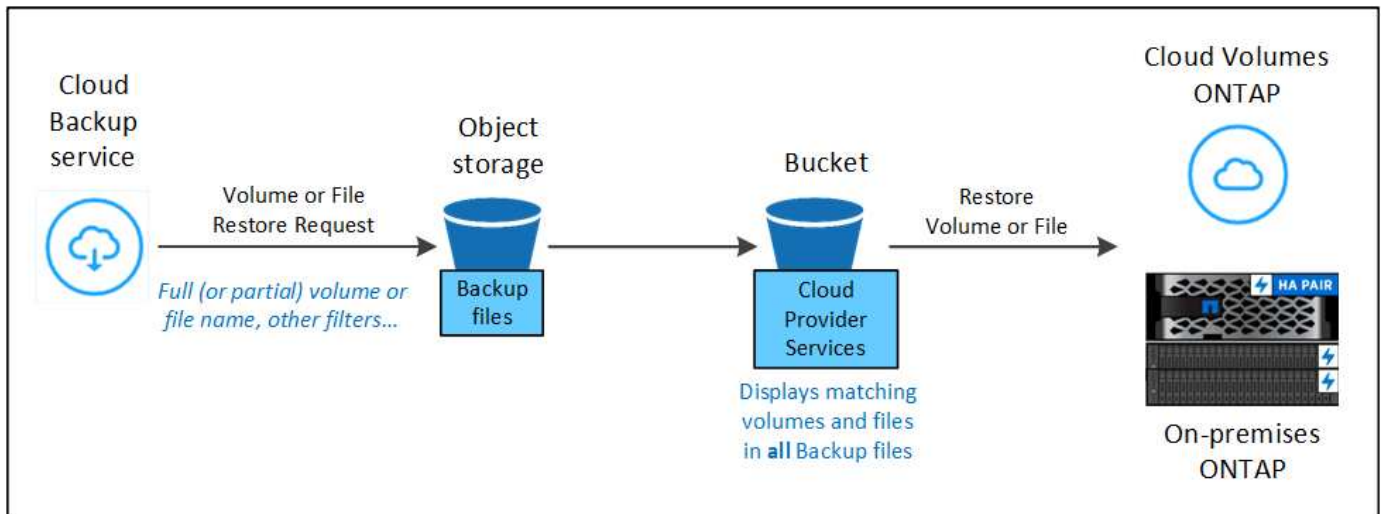 Cloud
Backup
service
Volume or File
Restore Request
Full (or partial) volume or
file name, other filters...
Object
storage
Backup
files
Bucket
Cloud
Provider
Services
Displays matching
volumes and files
in all Backup files
Restore
Volume or File
Cloud Volumes
ONTAP
HA PAIR
On-premises
ONTAP